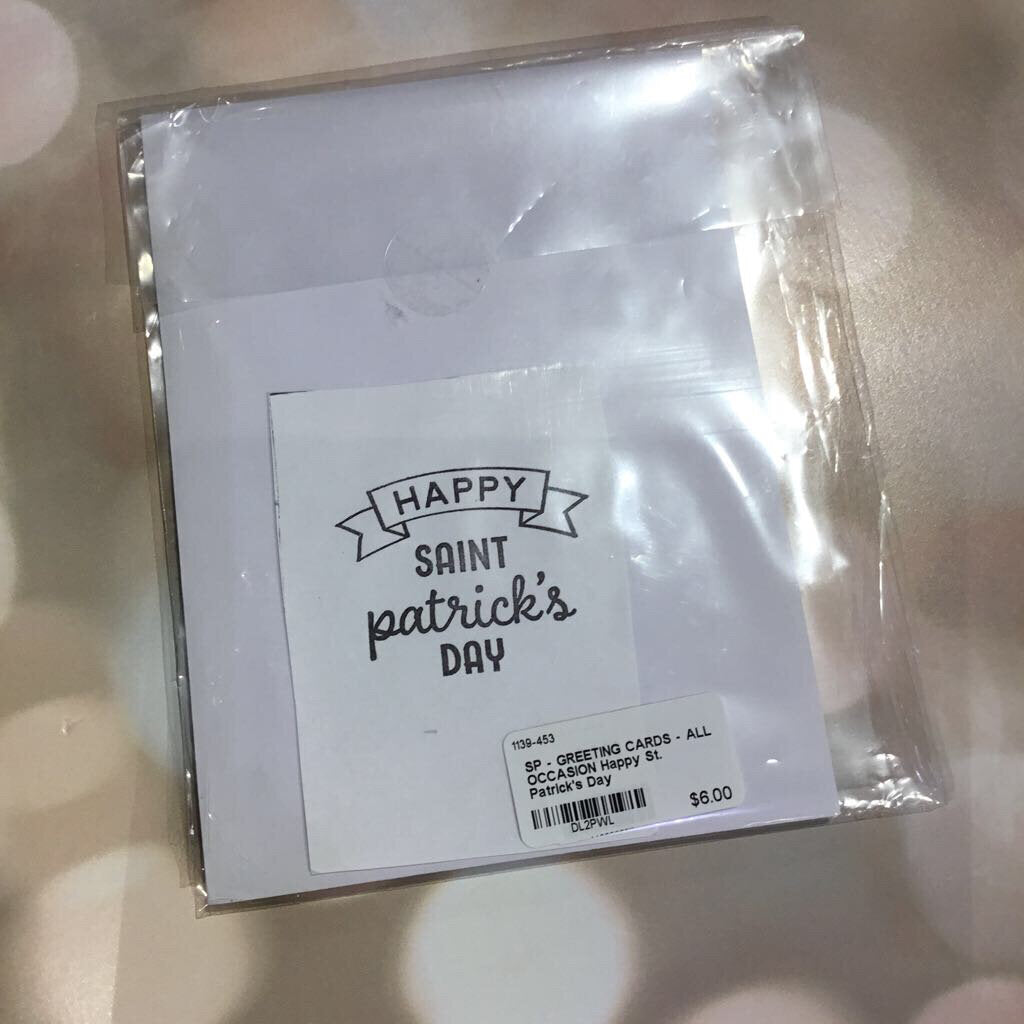 HAPPY
SAINT
patrick's
DAY
1139-453
SP - GREETING CARDS - ALL
OCCASION Happy St.
Patrick's Day
$6.00
DL2PWL